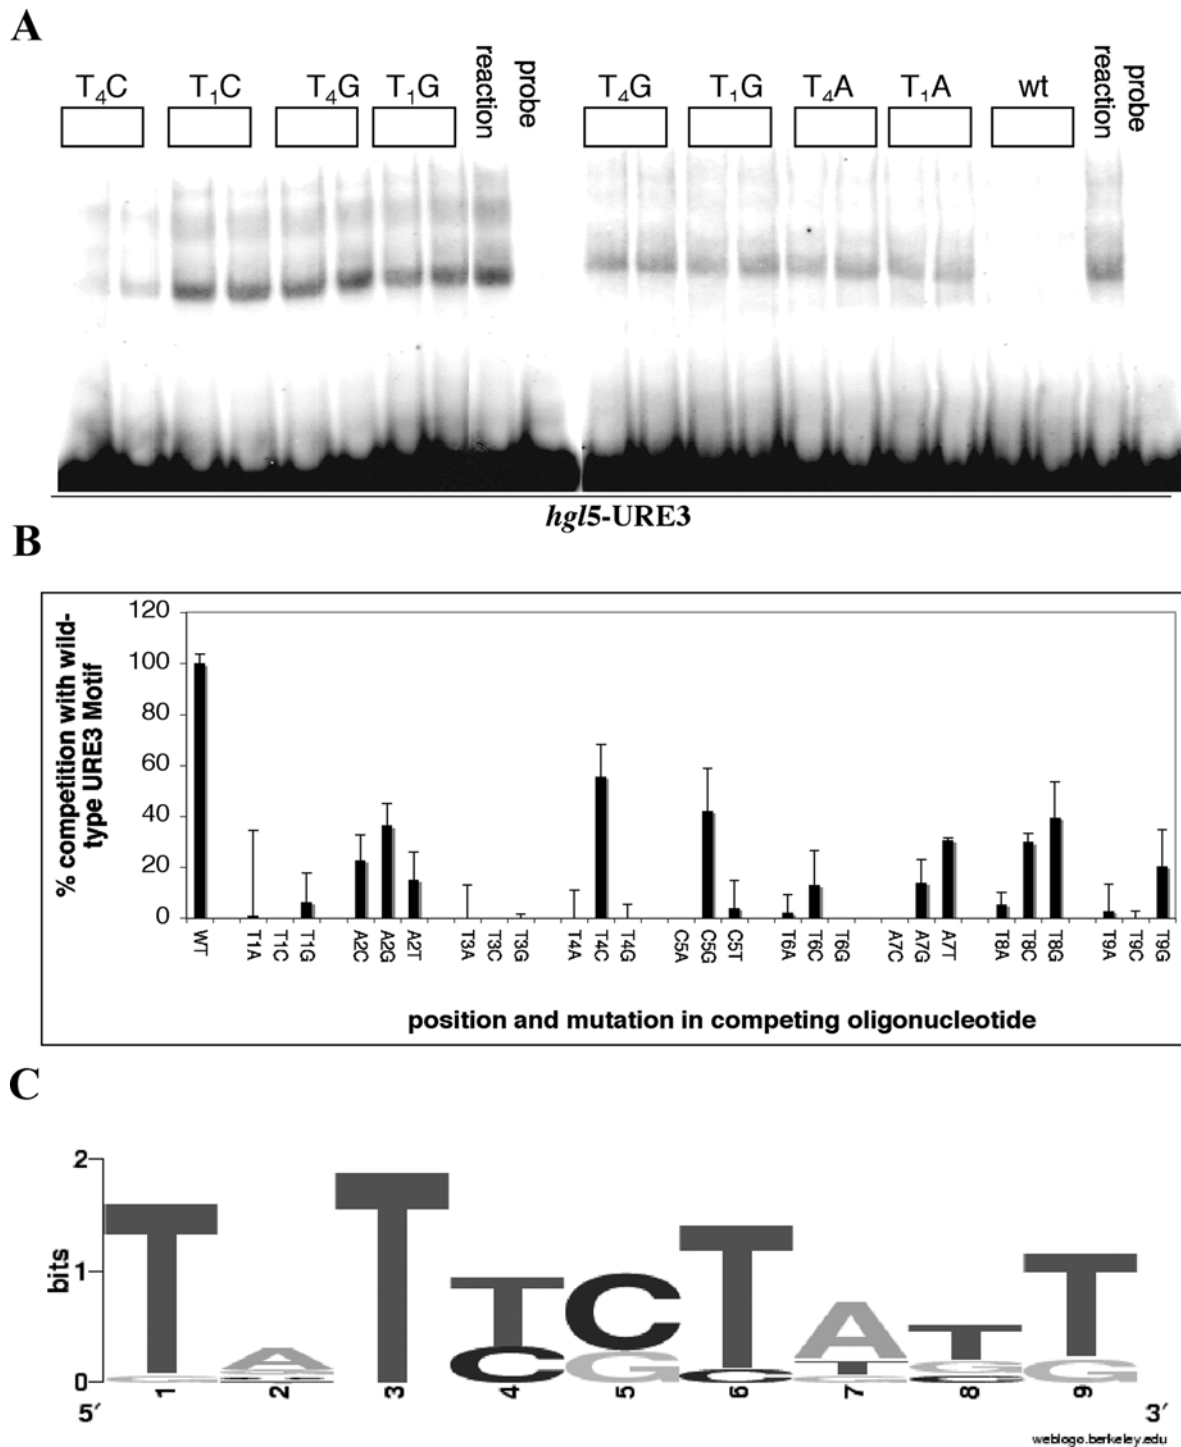 A
T₄C T₁C T₄G T₁G reaction probe T₄G T₁G T₄A T₁A wt reaction probe
hgl5-URE3
B
% competition with wild-
type URE3 Motif
120
100
80
60
40
20
0
WT T1A T1C T1G A2C A2G A2T T3A T3C T3G T4A T4C T4G C5A C5G C5T T6A T6C T6G A7C A7G A7T T8A T8C T8G T9A T9C T9G
position and mutation in competing oligonucleotide
C
bits
2
1
0
T A T T C T A T T
G G C G C T G G
C G C
1 2 3 4 5 6 7 8 9
5′ 3′
weblogo.berkeley.edu